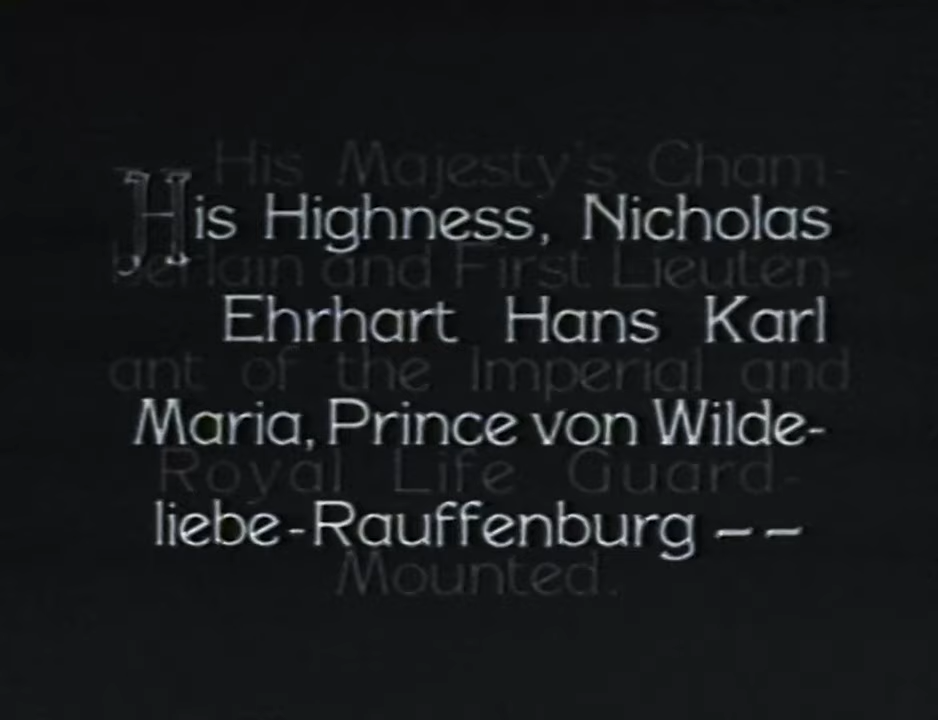 His Highness, Nicholas
Ehrhart Hans Karl
Maria, Prince von Wilde-
liebe-Rauffenburg --
His Majesty's Cham-
berlain and First Lieuten-
ant of the Imperial and
Royal Life Guard-
Mounted.